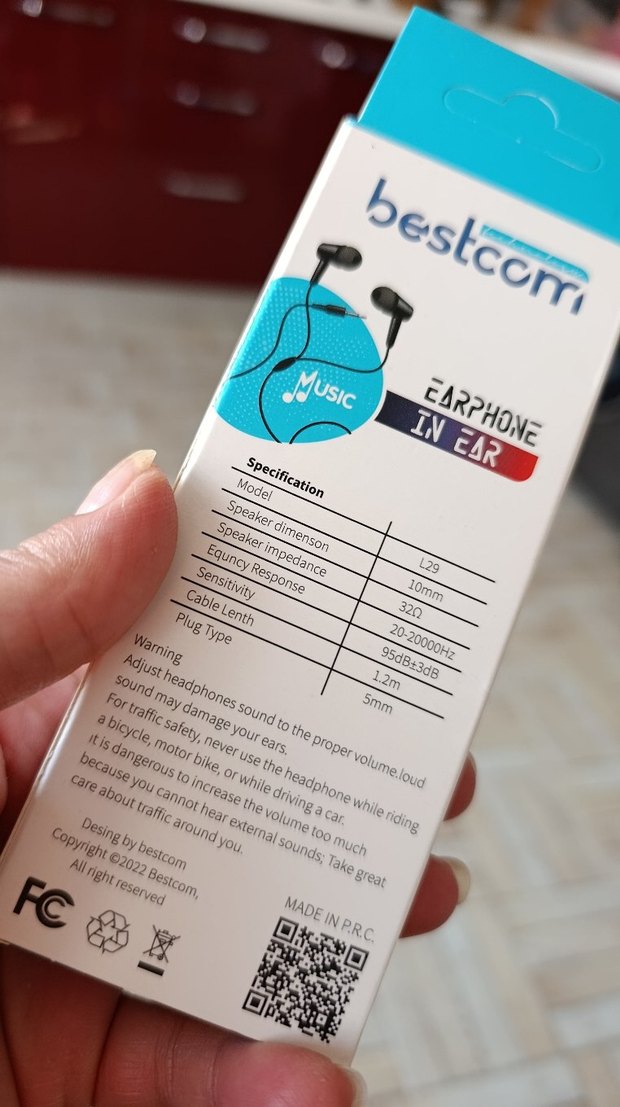 bestcom
MUSIC
EARPHONE
IN EAR
Specification
Model L29
Speaker dimenson 10mm
Speaker impedance 32Ω
Equncy Response 20-20000Hz
Sensitivity 95dB±3dB
Cable Lenth 1.2m
Plug Type 5mm
Warning
Adjust headphones sound to the proper volume.loud
sound may damage your ears.
For traffic safety, never use the headphone while riding
a bicycle, motor bike, or while driving a car.
it is dangerous to increase the volume too much
because you cannot hear external sounds; Take great
care about traffic around you.
Desing by bestcom
Copyright ©2022 Bestcom,
All right reserved
FC
MADE IN P.R.C.